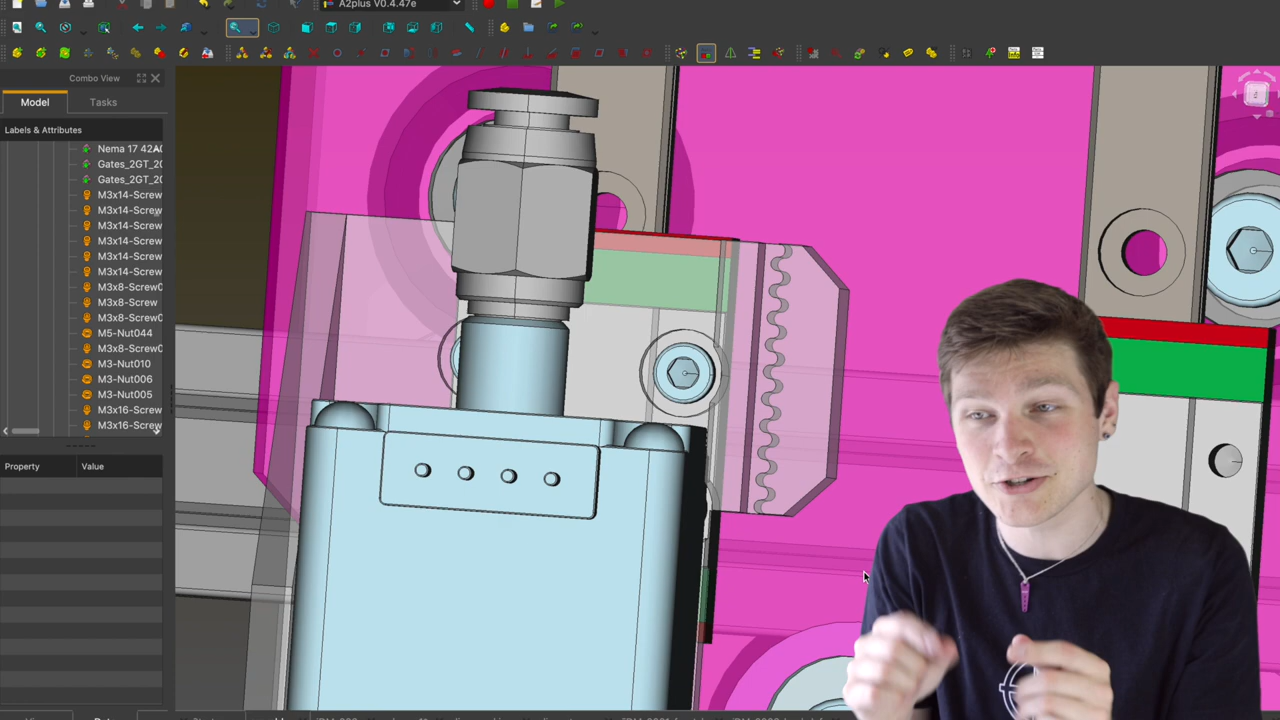 A2plus V0.4.47e
Combo View
Model
Tasks
Labels & Attributes
Nema 17 42A
Gates_2GT_20
Gates_2GT_20
M3x14-Screw
M3x14-Screw
M3x14-Screw
M3x14-Screw
M3x14-Screw
M3x14-Screw
M3x8-Screw0
M3x8-Screw
M3x8-Screw0
M5-Nut044
M3x8-Screw0
M3-Nut010
M3-Nut006
M3-Nut005
M3x16-Screw
M3x16-Screw
Property
Value